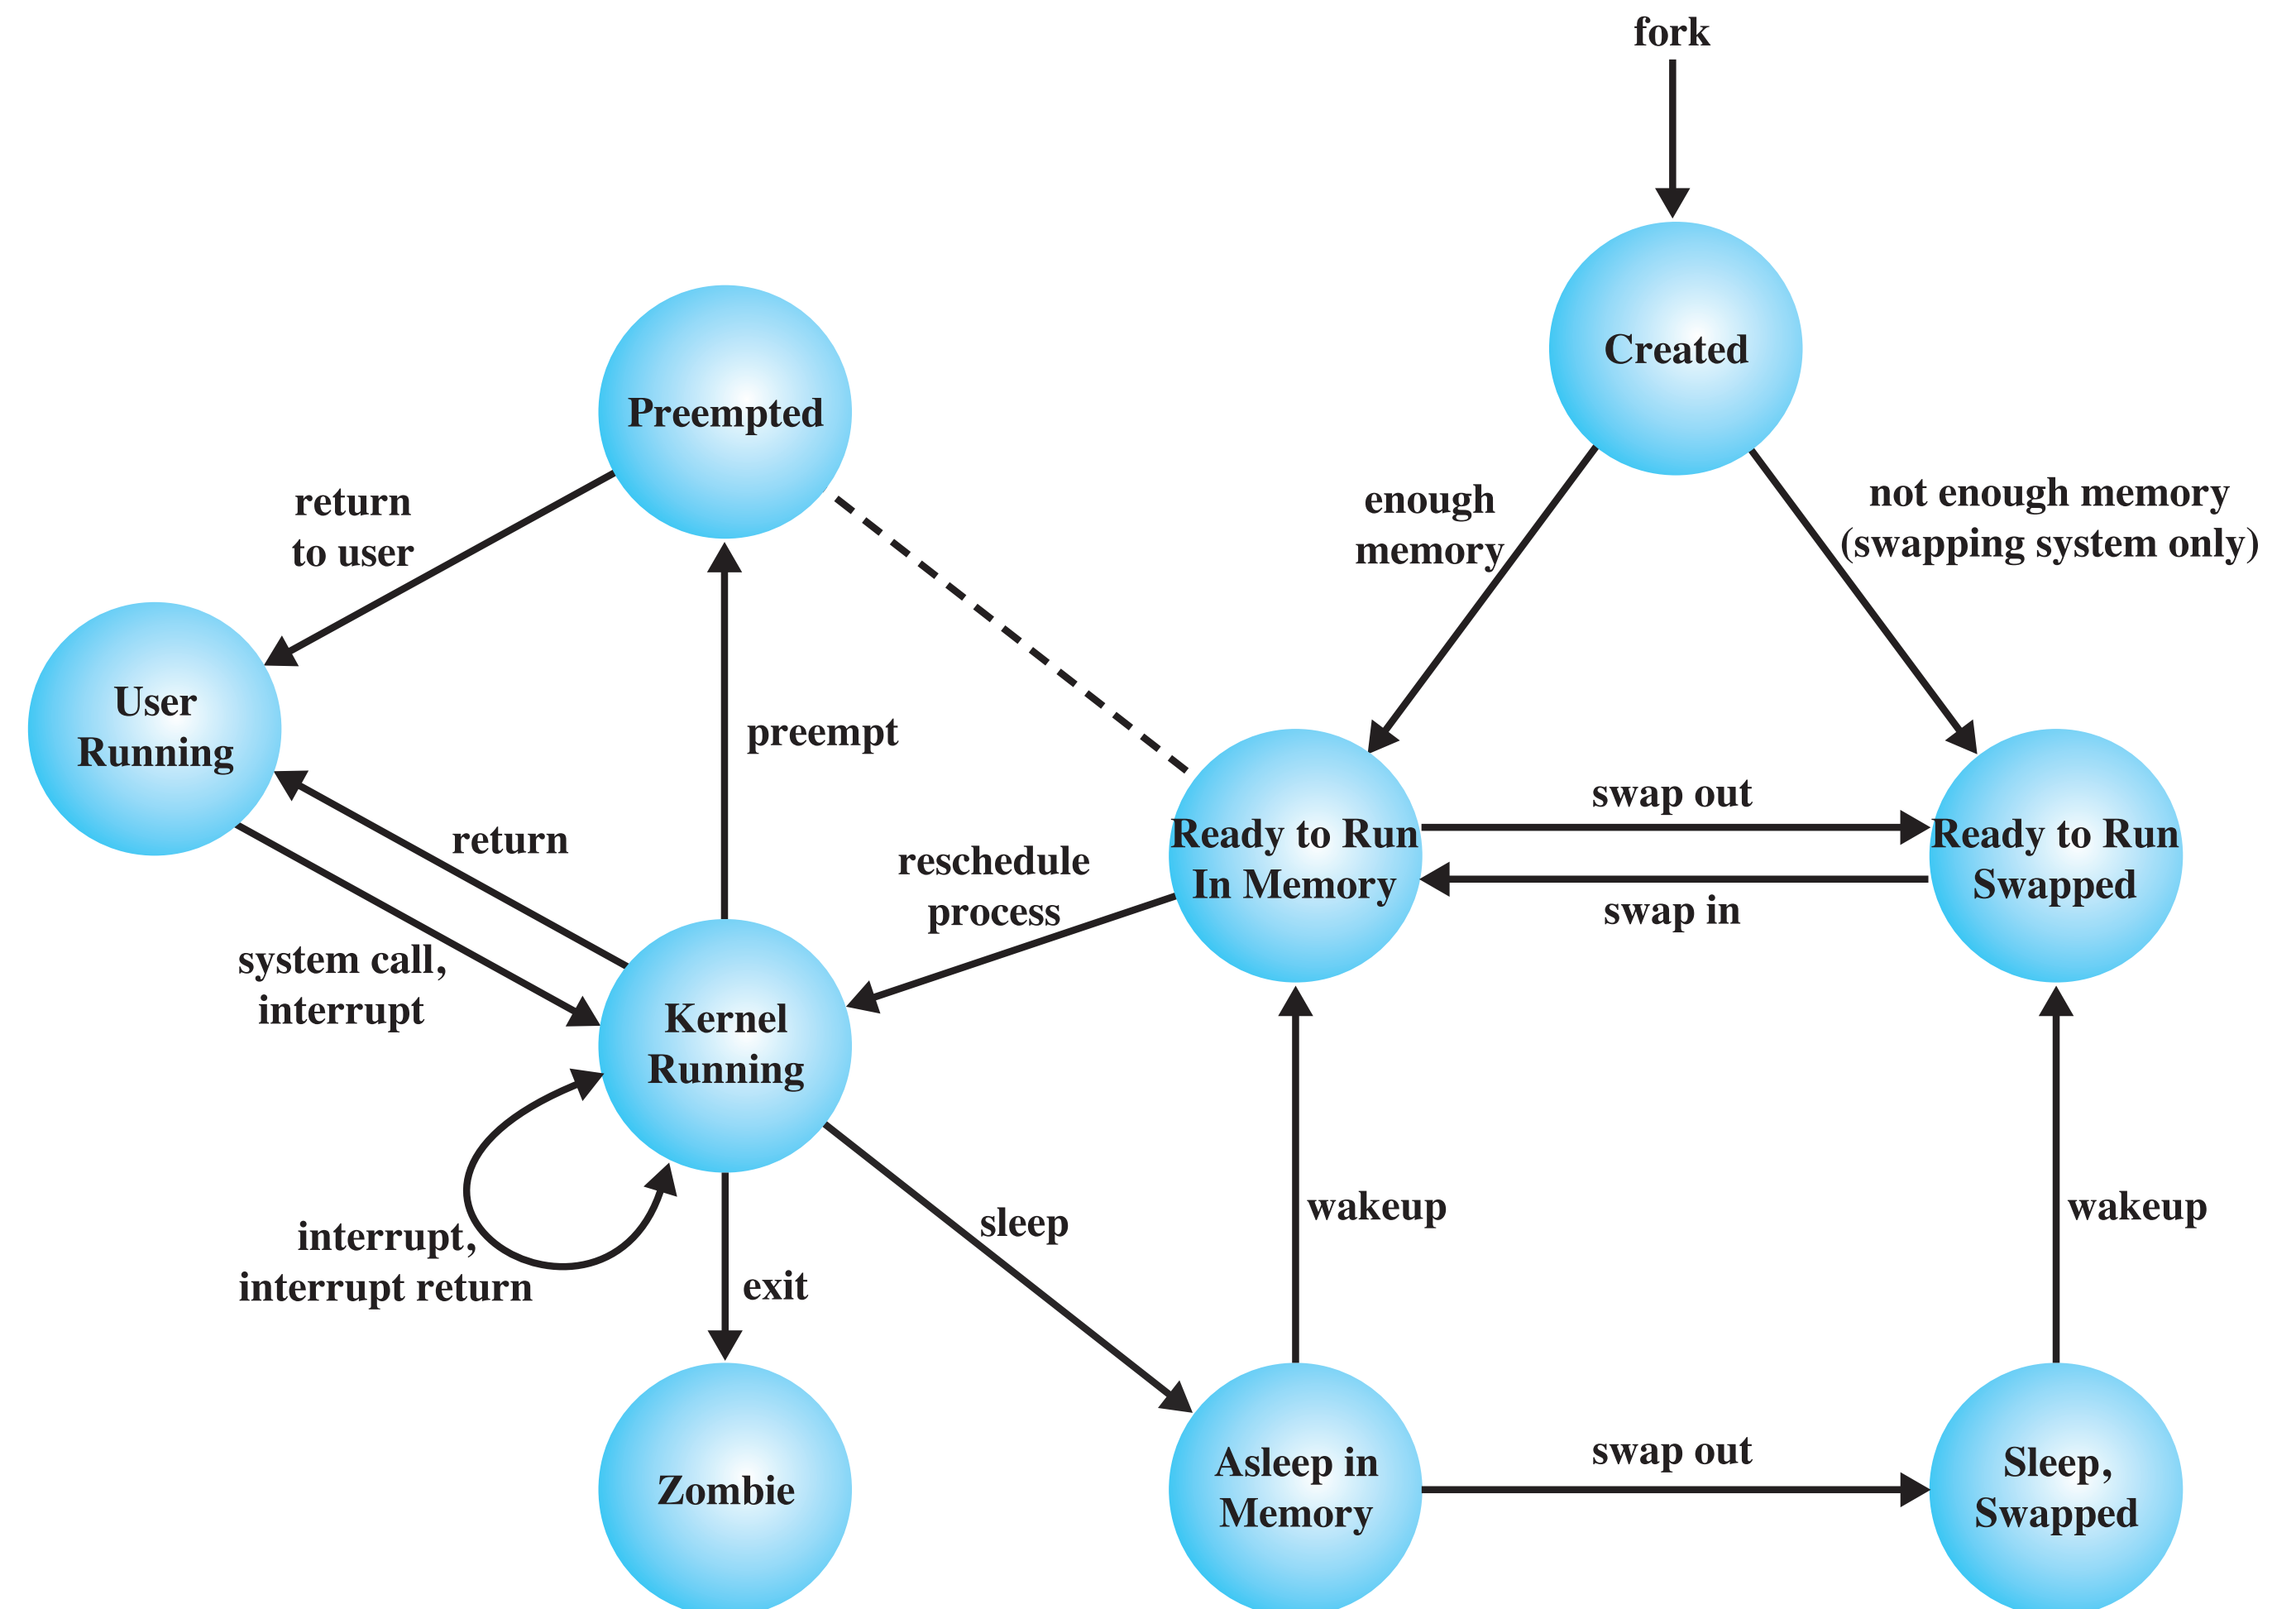 fork
Created
Preempted
return
to user
enough
memory
not enough memory
(swapping system only)
User
Running
preempt
return
swap out
Ready to Run
In Memory
Ready to Run
Swapped
reschedule
process
swap in
system call,
interrupt
Kernel
Running
sleep
wakeup
wakeup
interrupt,
interrupt return
exit
Zombie
Asleep in
Memory
swap out
Sleep,
Swapped